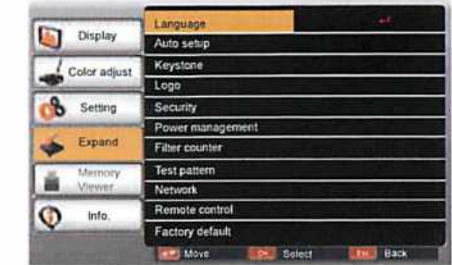 Display
Color adjust
Setting
Expand
Memory
Viewer
Info.
Language
Auto setup
Keystone
Logo
Security
Power management
Filter counter
Test pattern
Network
Remote control
Factory default
Move
Select
Back